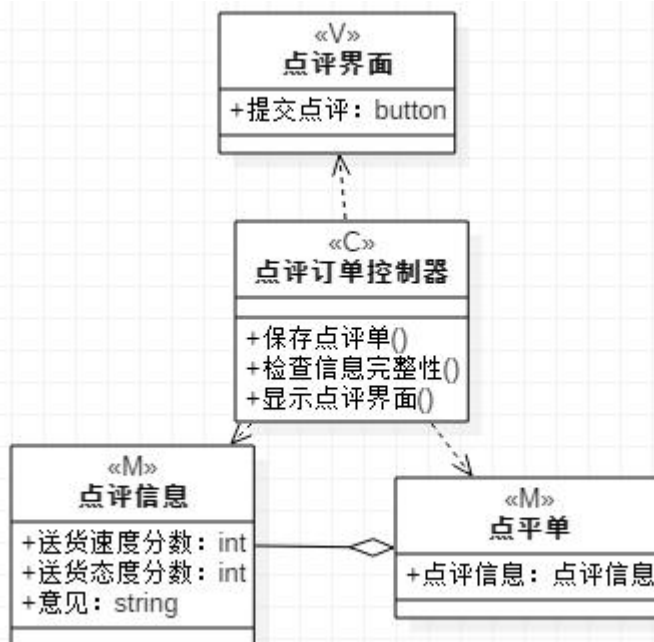 «V»
点评界面
+提交点评：button
«C»
点评订单控制器
+保存点评单()
+检查信息完整性()
+显示点评界面()
«M»
点评信息
+送货速度分数：int
+送货态度分数：int
+意见：string
«M»
点平单
+点评信息：点评信息